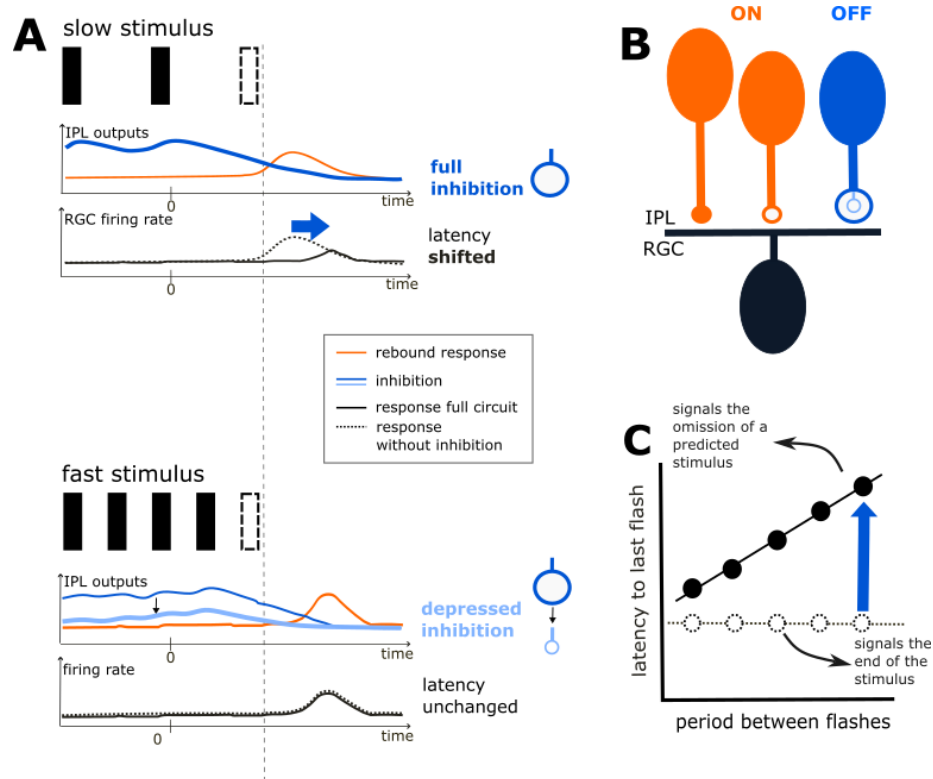 A
slow stimulus
IPL outputs
time
0
full
inhibition
RGC firing rate
time
0
latency
shifted
rebound response
inhibition
response full circuit
response
without inhibition
fast stimulus
IPL outputs
time
0
depressed
inhibition
firing rate
time
0
latency
unchanged
B
ON
OFF
IPL
RGC
C
signals the
omission of a
predicted
stimulus
latency to last flash
signals the
end of the
stimulus
period between flashes